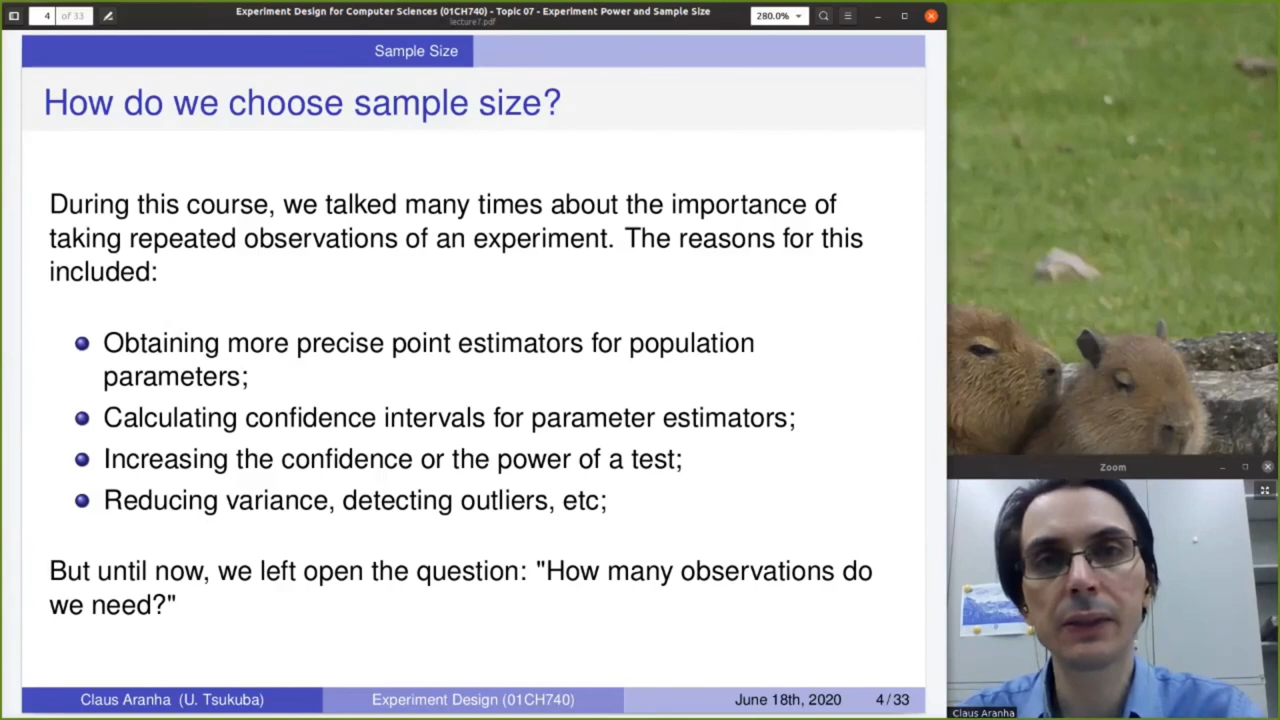 4 of 33
Experiment Design for Computer Sciences (01CH740) - Topic 07 - Experiment Power and Sample Size
lecture7.pdf
280.0%
Sample Size
How do we choose sample size?
During this course, we talked many times about the importance of
taking repeated observations of an experiment. The reasons for this
included:
Obtaining more precise point estimators for population
parameters;
Calculating confidence intervals for parameter estimators;
Increasing the confidence or the power of a test;
Reducing variance, detecting outliers, etc;
But until now, we left open the question: "How many observations do
we need?"
Claus Aranha (U. Tsukuba) Experiment Design (01CH740) June 18th, 2020 4/33
Zoom
Claus Aranha